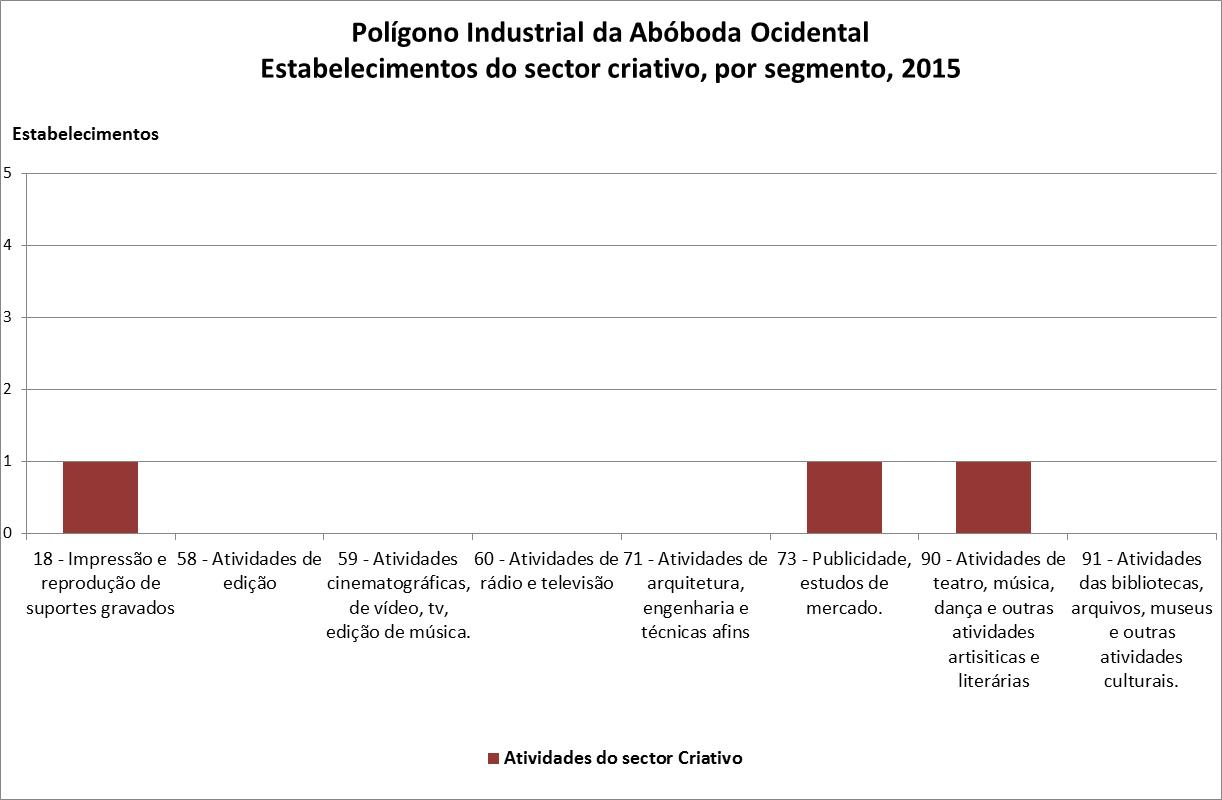 Polígono Industrial da Abóboda Ocidental
Estabelecimentos do sector criativo, por segmento, 2015
Estabelecimentos
5
4
3
2
1
0
18 - Impressão e
reprodução de
suportes gravados
58 - Atividades de
edição
59 - Atividades
cinematográficas,
de vídeo, tv,
edição de música.
60 - Atividades de
rádio e televisão
71 - Atividades de
arquitetura,
engenharia e
técnicas afins
73 - Publicidade,
estudos de
mercado.
90 - Atividades de
teatro, música,
dança e outras
atividades
artisiticas e
literárias
91 - Atividades
das bibliotecas,
arquivos, museus
e outras
atividades
culturais.
Atividades do sector Criativo